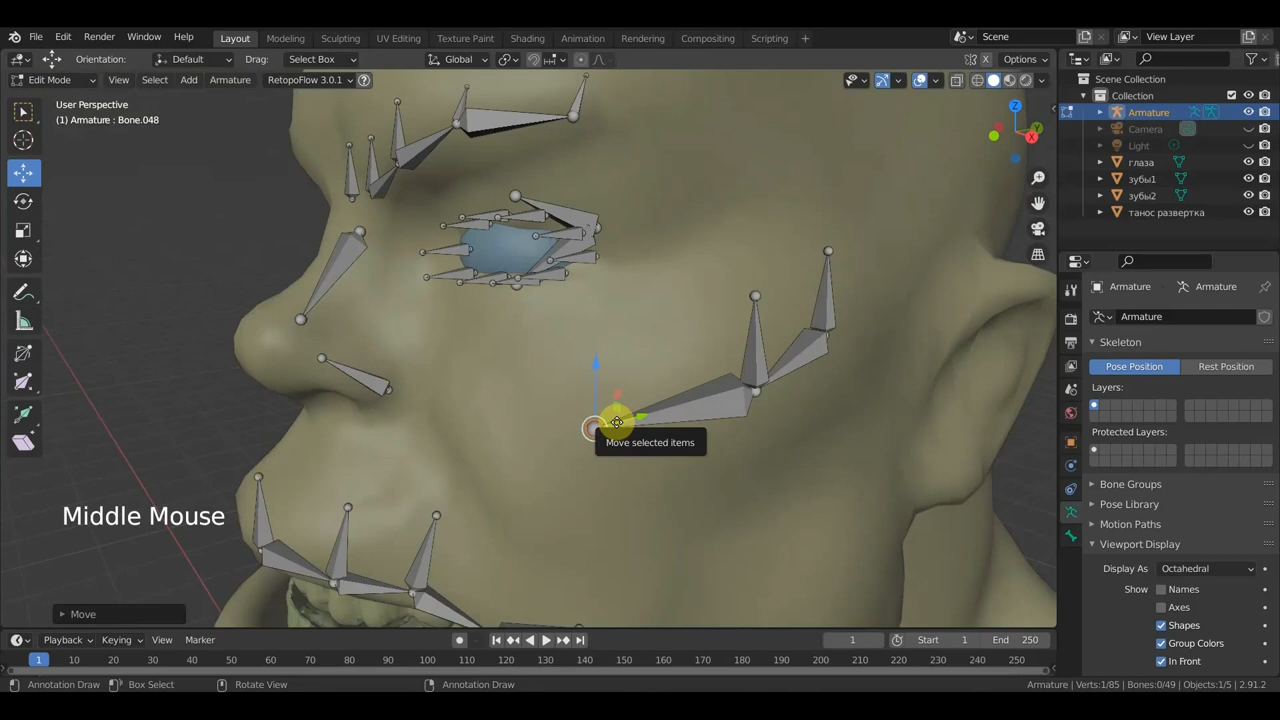 File Edit Render Window Help Layout Modeling Sculpting UV Editing Texture Paint Shading Animation Rendering Compositing Scripting + Scene View Layer
Orientation: Default Drag: Select Box Global Options
Edit Mode View Select Add Armature RetopoFlow 3.0.1 ?
User Perspective
(1) Armature : Bone.048
Z
Y
X
Scene Collection
Collection
Armature
Camera
Light
глаза
зубы1
зубы2
танос развертка
Armature Armature
Armature
Skeleton
Pose Position Rest Position
Layers:
Protected Layers:
Bone Groups
Pose Library
Motion Paths
Viewport Display
Display As Octahedral
Show Names
Axes
Shapes
Group Colors
In Front
Move selected items
Middle Mouse
Move
Playback Keying View Marker 1 Start 1 End 250
1 10 20 30 40 50 60 70 80 90 100 110 120 130 140 150 160 170 180 190 200 210 220 230 240 250
Annotation Draw Box Select Rotate View Annotation Draw Armature | Verts:1/85 | Bones:0/49 | Objects:1/5 | 2.91.2